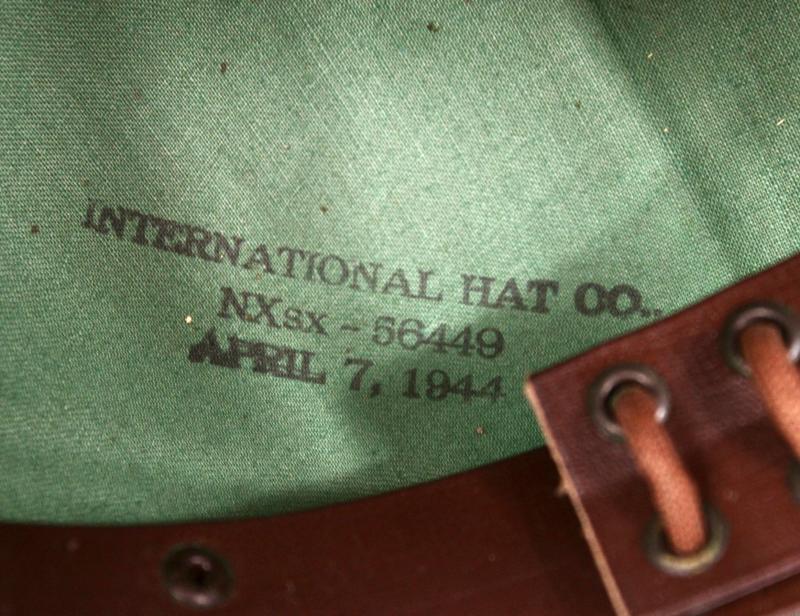 INTERNATIONAL HAT CO..
NXsx - 56449
APRIL 7, 1944